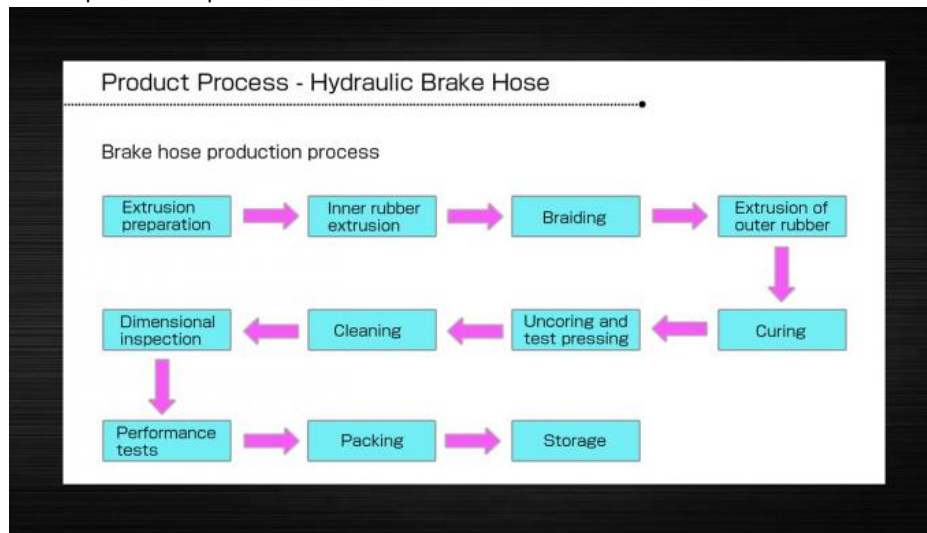 Product Process - Hydraulic Brake Hose
Brake hose production process
Extrusion
preparation
Inner rubber
extrusion
Braiding
Extrusion of
outer rubber
Curing
Uncoring and
test pressing
Cleaning
Dimensional
inspection
Performance
tests
Packing
Storage